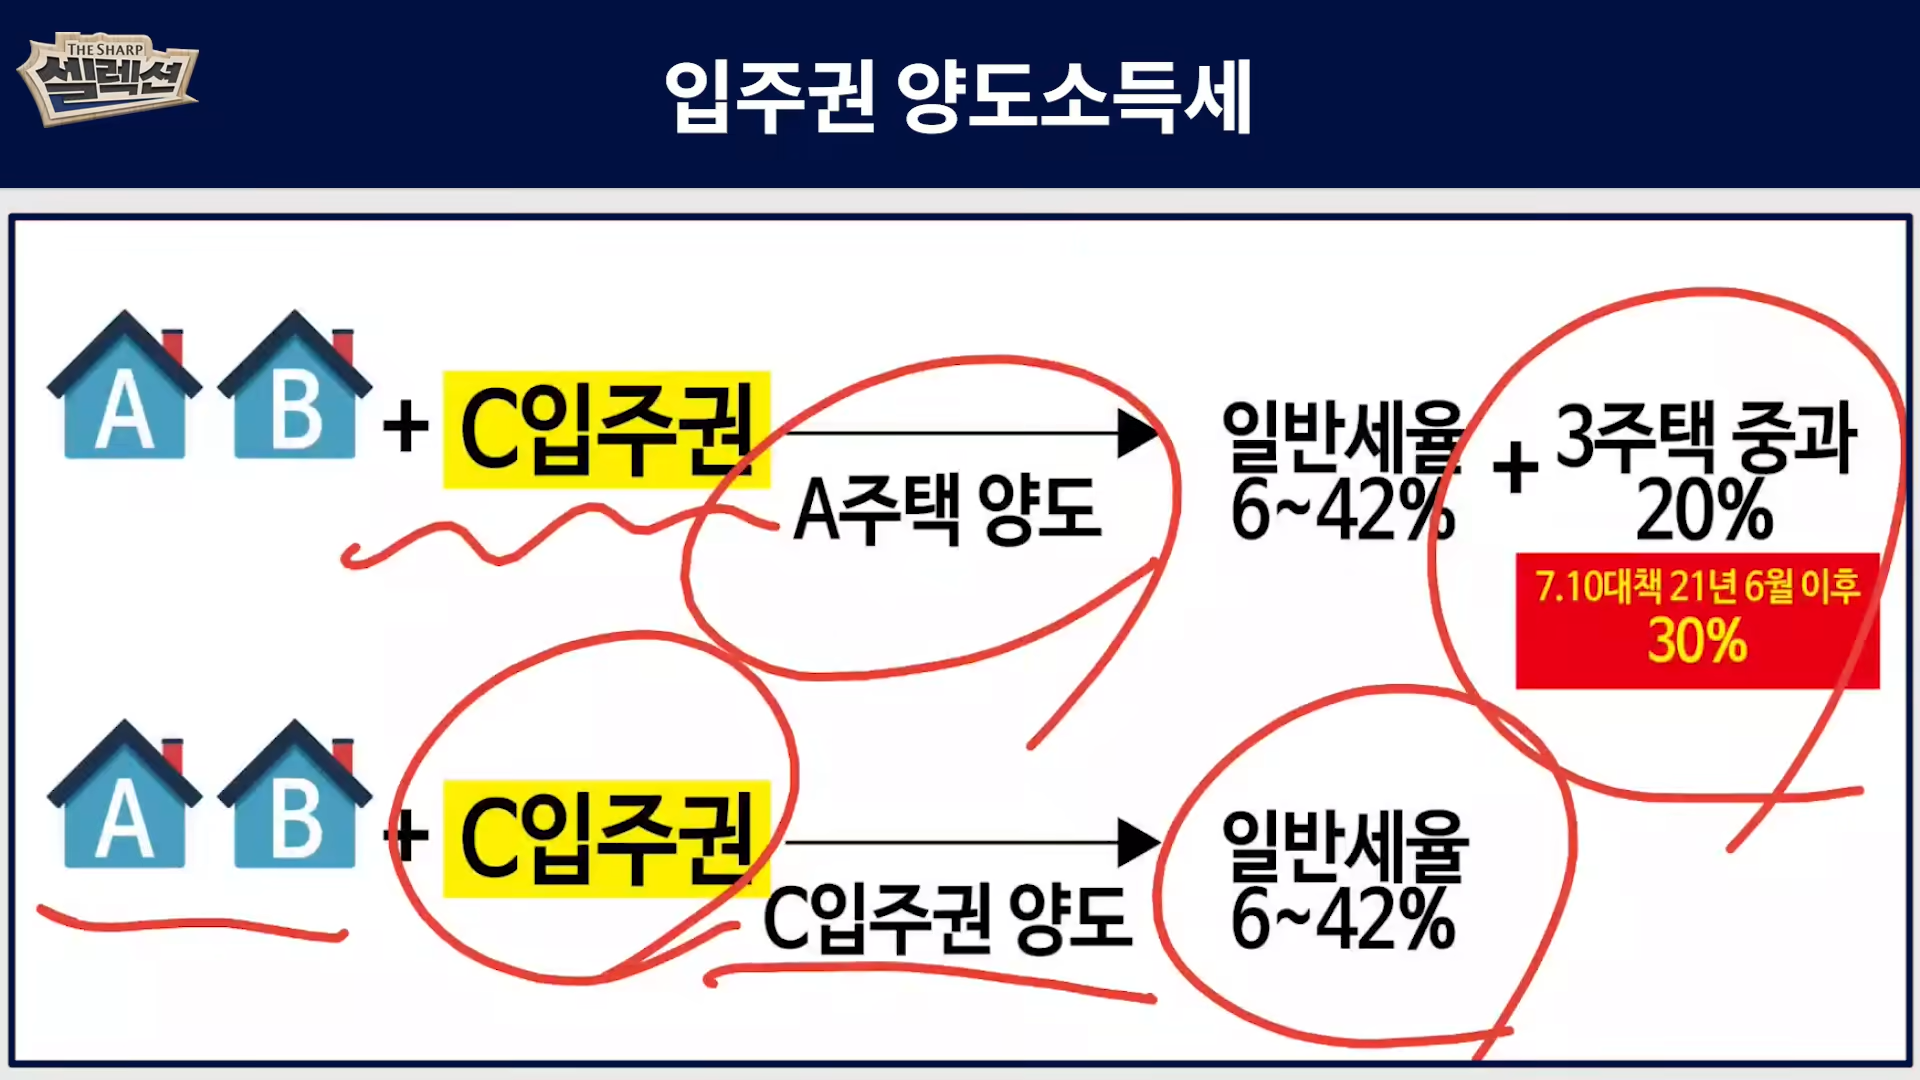 THE SHARP
셀렉션
입주권 양도소득세
A B + C입주권
A주택 양도
일반세율
6~42%
+
3주택 중과
20%
7.10대책 21년 6월 이후
30%
A B + C입주권
C입주권 양도
일반세율
6~42%